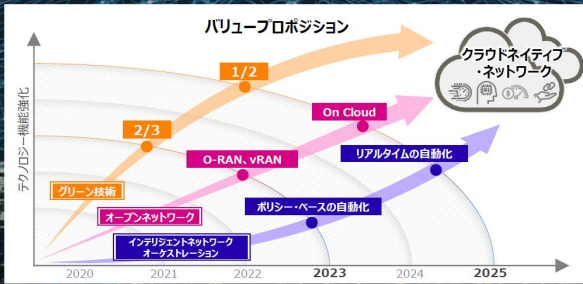 バリュープロポジション
クラウドネイティブ
・ネットワーク
テクノロジー機能強化
1/2
2/3
On Cloud
O-RAN、vRAN
リアルタイムの自動化
グリーン技術
オープンネットワーク
ポリシー・ベースの自動化
インテリジェントネットワーク
オーケストレーション
2020
2021
2022
2023
2024
2025